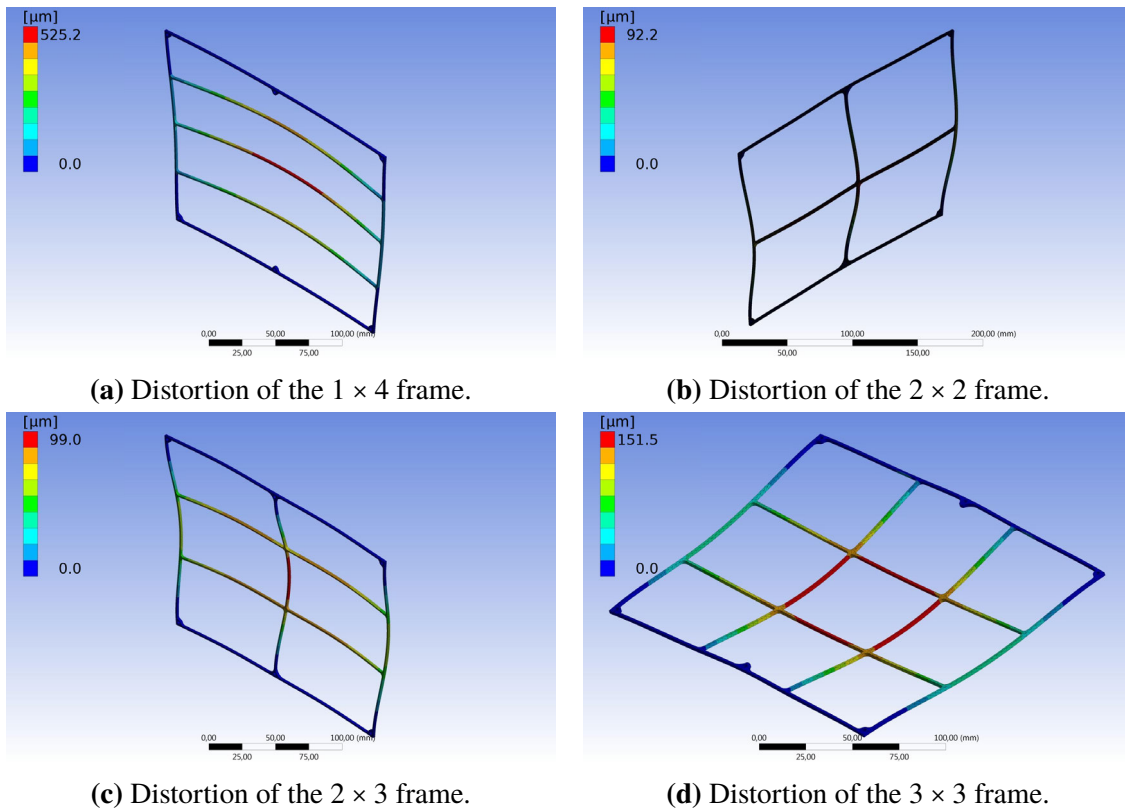 [µm]
525.2
0.0
0,00 50,00 100,00 (mm)
25,00 75,00
(a) Distortion of the 1 × 4 frame.
[µm]
92.2
0.0
0,00 100,00 200,00 (mm)
50,00 150,00
(b) Distortion of the 2 × 2 frame.
[µm]
99.0
0.0
0,00 50,00 100,00 (mm)
25,00 75,00
(c) Distortion of the 2 × 3 frame.
[µm]
151.5
0.0
0,00 50,00 100,00 (mm)
25,00 75,00
(d) Distortion of the 3 × 3 frame.